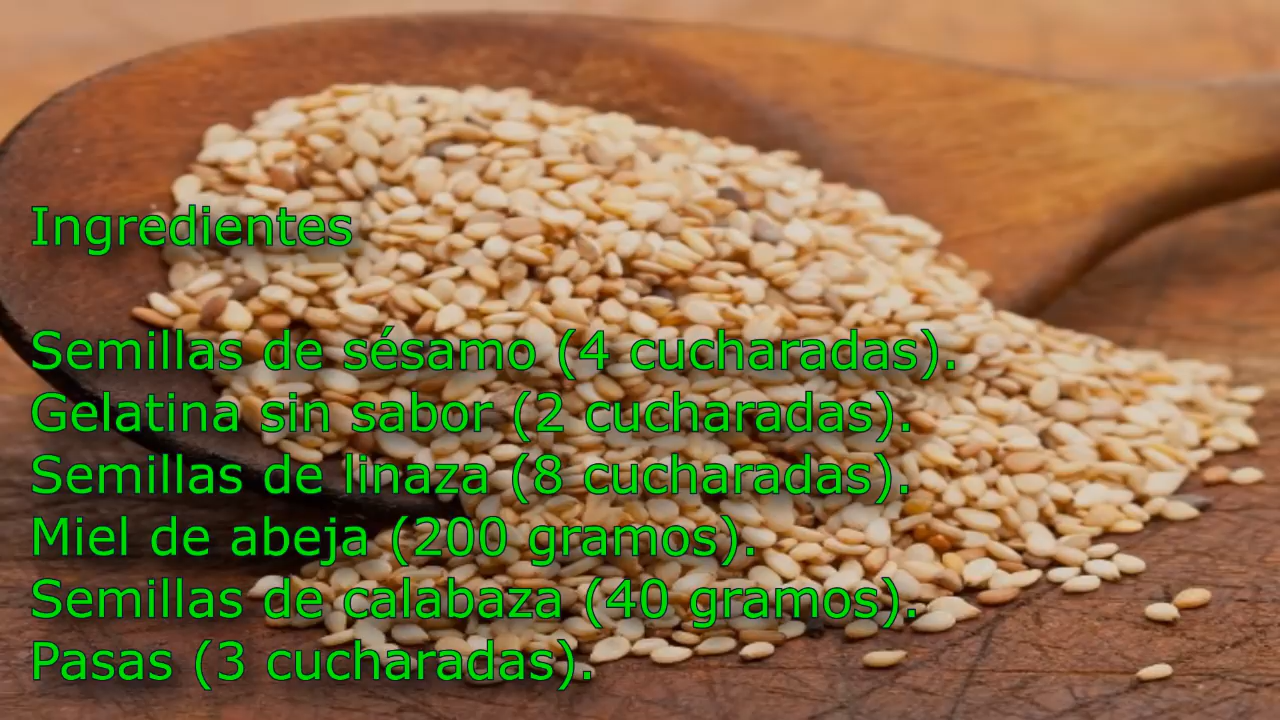 Ingredientes
Semillas de sésamo (4 cucharadas).
Gelatina sin sabor (2 cucharadas).
Semillas de linaza (8 cucharadas).
Miel de abeja (200 gramos).
Semillas de calabaza (40 gramos).
Pasas (3 cucharadas).